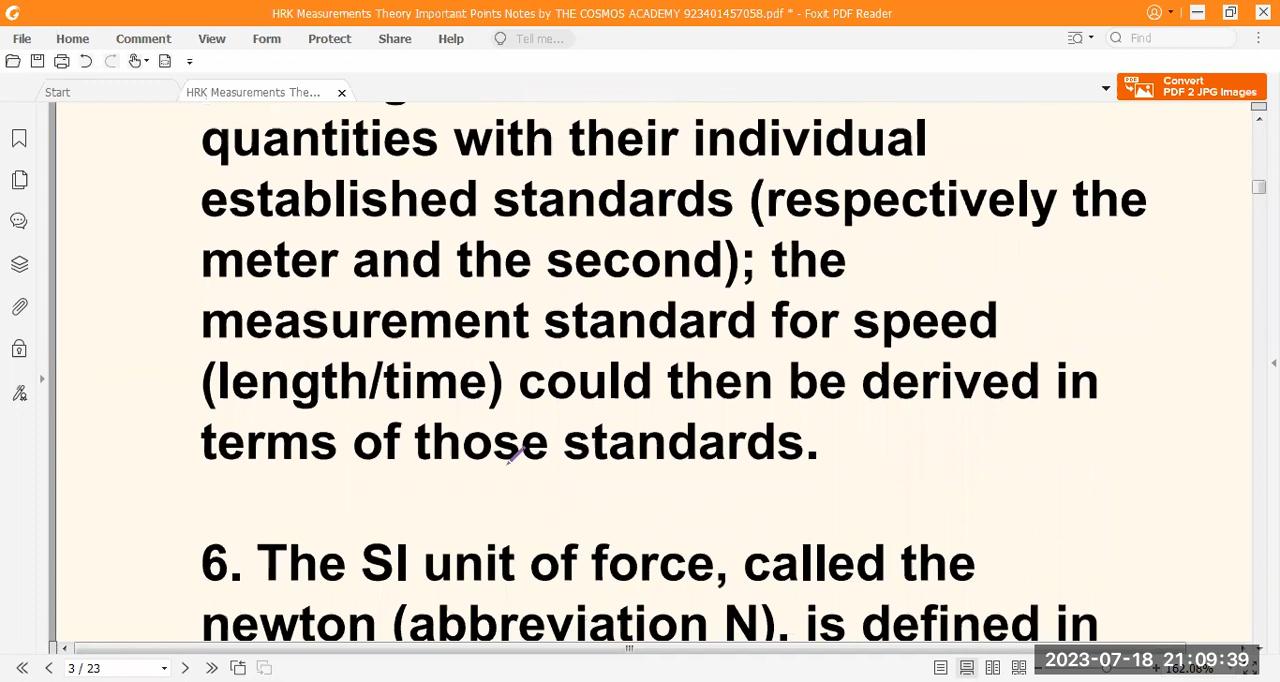 HRK Measurements Theory Important Points Notes by THE COSMOS ACADEMY 923401457058.pdf * - Foxit PDF Reader
File Home Comment View Form Protect Share Help Tell me... Find
Start HRK Measurements The... Convert
PDF 2 JPG Images
quantities with their individual
established standards (respectively the
meter and the second); the
measurement standard for speed
(length/time) could then be derived in
terms of those standards.
6. The SI unit of force, called the
newton (abbreviation N), is defined in
3 / 23
2023-07-18 21:09:39
162.08%